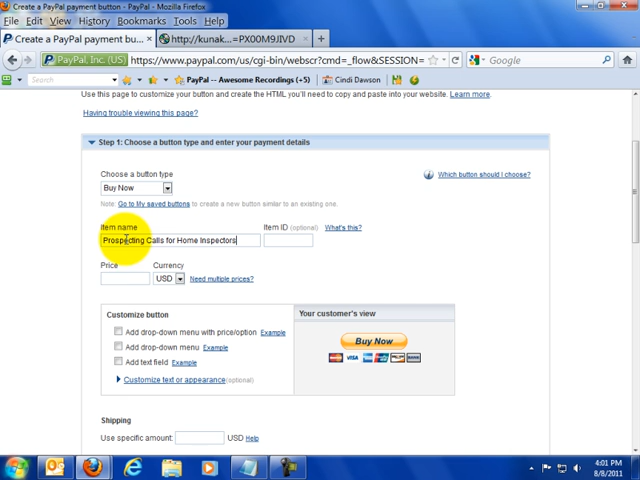 Create a PayPal payment button - PayPal - Mozilla Firefox
File Edit View History Bookmarks Tools Help
Create a PayPal payment button - PayPal
http://kunak...=PX00M9JIVD
PayPal, Inc. (US)
https://www.paypal.com/us/cgi-bin/webscr?cmd=_flow&SESSION=
Google
Search
PayPal -- Awesome Recordings (+5)
Cindi Dawson
Use this page to customize your button and create the HTML you'll need to copy and paste into your website. Learn more.
Having trouble viewing this page?
Step 1: Choose a button type and enter your payment details
Choose a button type
Buy Now
Which button should I choose?
Note: Go to My saved buttons to create a new button similar to an existing one.
Item name
Item ID (optional) What's this?
Prospecting Calls for Home Inspectors
Price
Currency
USD
Need multiple prices?
Customize button
Your customer's view
Add drop-down menu with price/option Example
Add drop-down menu Example
Add text field Example
Customize text or appearance (optional)
Buy Now
Shipping
Use specific amount:
USD Help
4:01 PM
8/8/2011